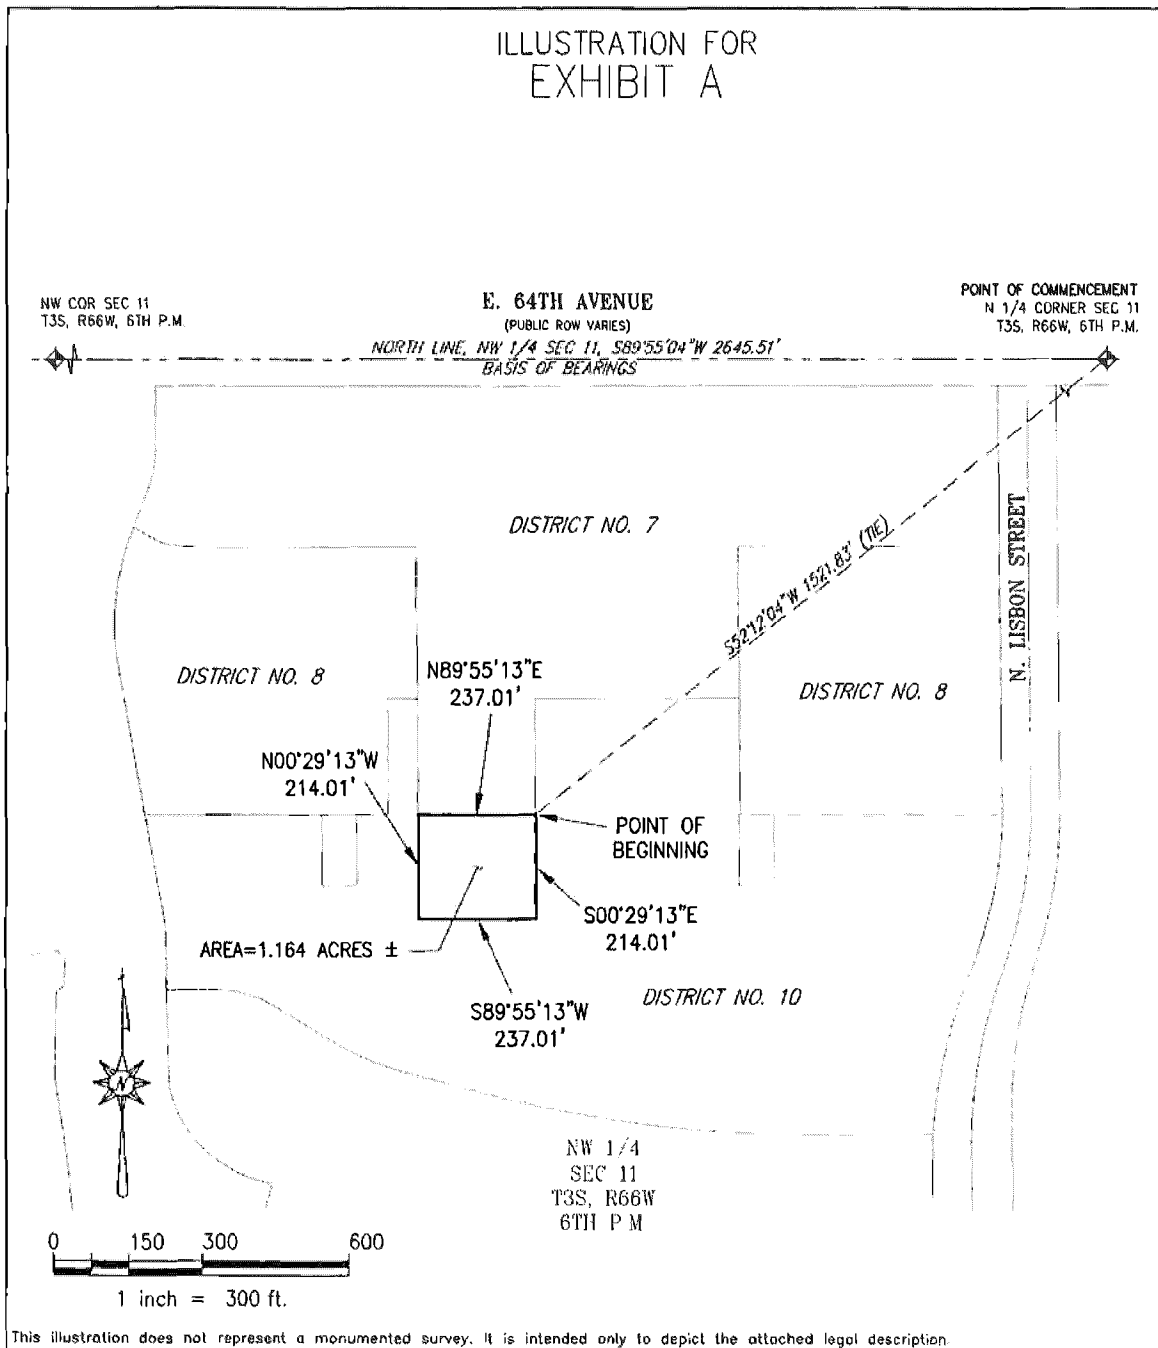 ILLUSTRATION FOR
EXHIBIT A
NW COR SEC 11
T3S, R66W, 6TH P.M.
E. 64TH AVENUE
(PUBLIC ROW VARIES)
NORTH LINE, NW 1/4 SEC 11, S89°55'04"W 2645.51'
BASIS OF BEARINGS
POINT OF COMMENCEMENT
N 1/4 CORNER SEC 11
T3S, R66W, 6TH P.M.
DISTRICT NO. 7
S52°12'04"W 1521.83' (TIE)
N. LISBON STREET
DISTRICT NO. 8
N89°55'13"E
237.01'
DISTRICT NO. 8
N00°29'13"W
214.01'
POINT OF
BEGINNING
S00°29'13"E
214.01'
AREA=1.164 ACRES ±
S89°55'13"W
237.01'
DISTRICT NO. 10
N
NW 1/4
SEC 11
T3S, R66W
6TH P M
0 150 300 600
1 inch = 300 ft.
This illustration does not represent a monumented survey. It is intended only to depict the attached legal description.